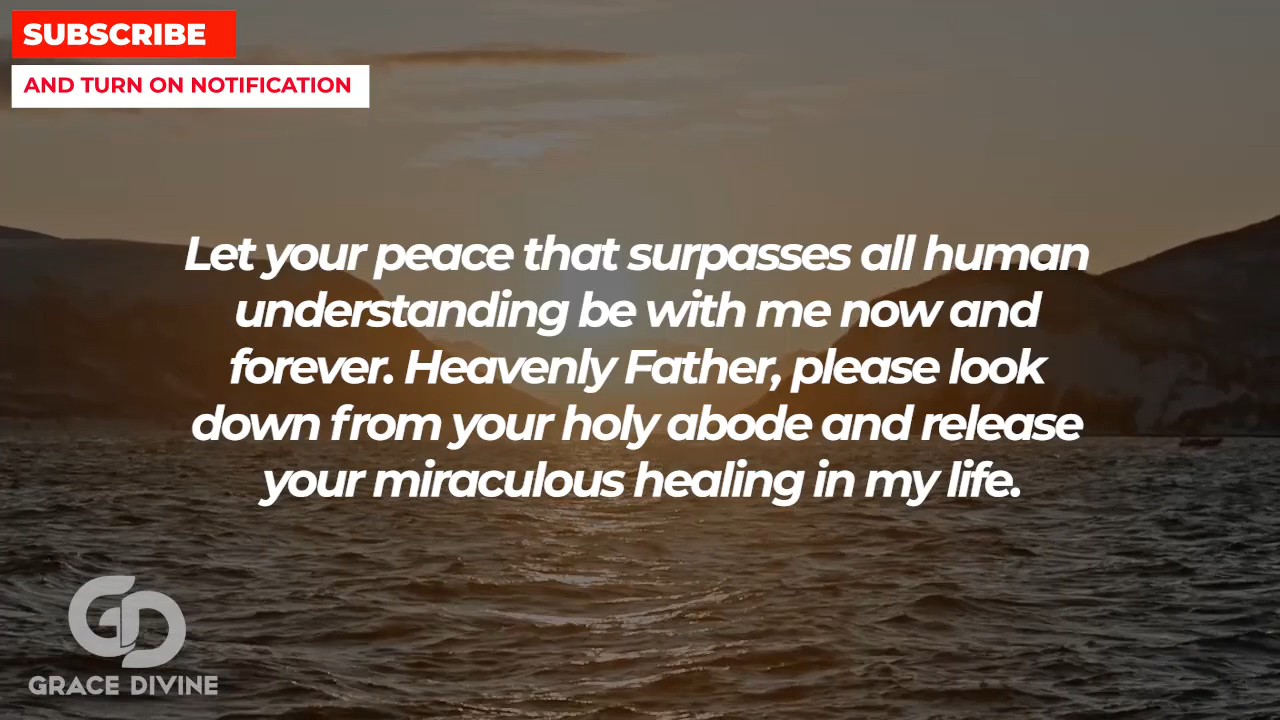 SUBSCRIBE
AND TURN ON NOTIFICATION
Let your peace that surpasses all human
understanding be with me now and
forever. Heavenly Father, please look
down from your holy abode and release
your miraculous healing in my life.
GD
GRACE DIVINE